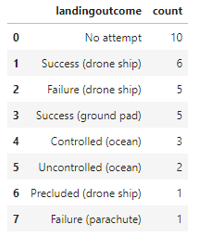 landingoutcome count
0 No attempt 10
1 Success (drone ship) 6
2 Failure (drone ship) 5
3 Success (ground pad) 5
4 Controlled (ocean) 3
5 Uncontrolled (ocean) 2
6 Precluded (drone ship) 1
7 Failure (parachute) 1